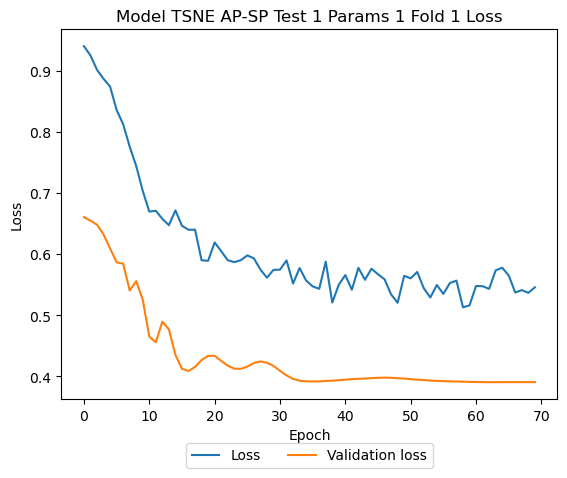 Model TSNE AP-SP Test 1 Params 1 Fold 1 Loss
0.9
0.8
0.7
0.6
0.5
0.4
Loss
0 10 20 30 40 50 60 70
Epoch
Loss Validation loss